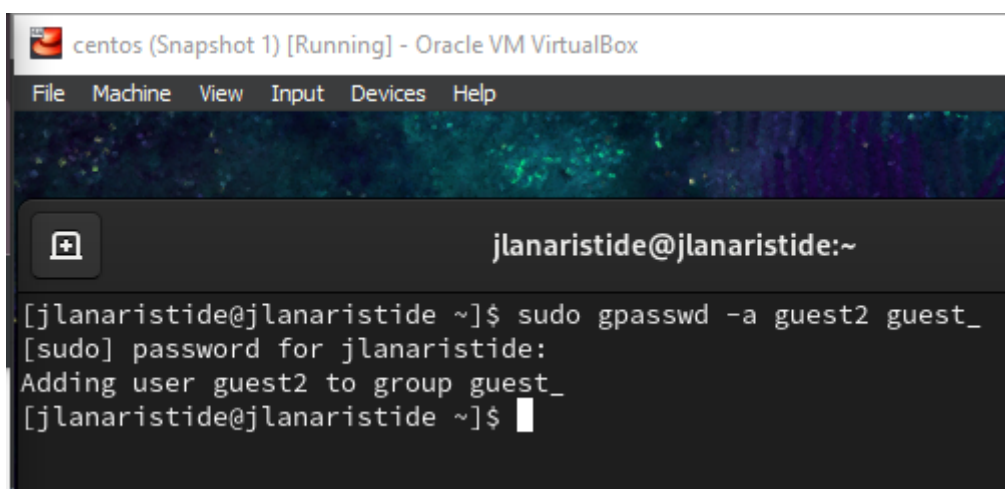 centos (Snapshot 1) [Running] - Oracle VM VirtualBox
File Machine View Input Devices Help
jlanaristide@jlanaristide:~
[jlanaristide@jlanaristide ~]$ sudo gpasswd -a guest2 guest_
[sudo] password for jlanaristide:
Adding user guest2 to group guest_
[jlanaristide@jlanaristide ~]$